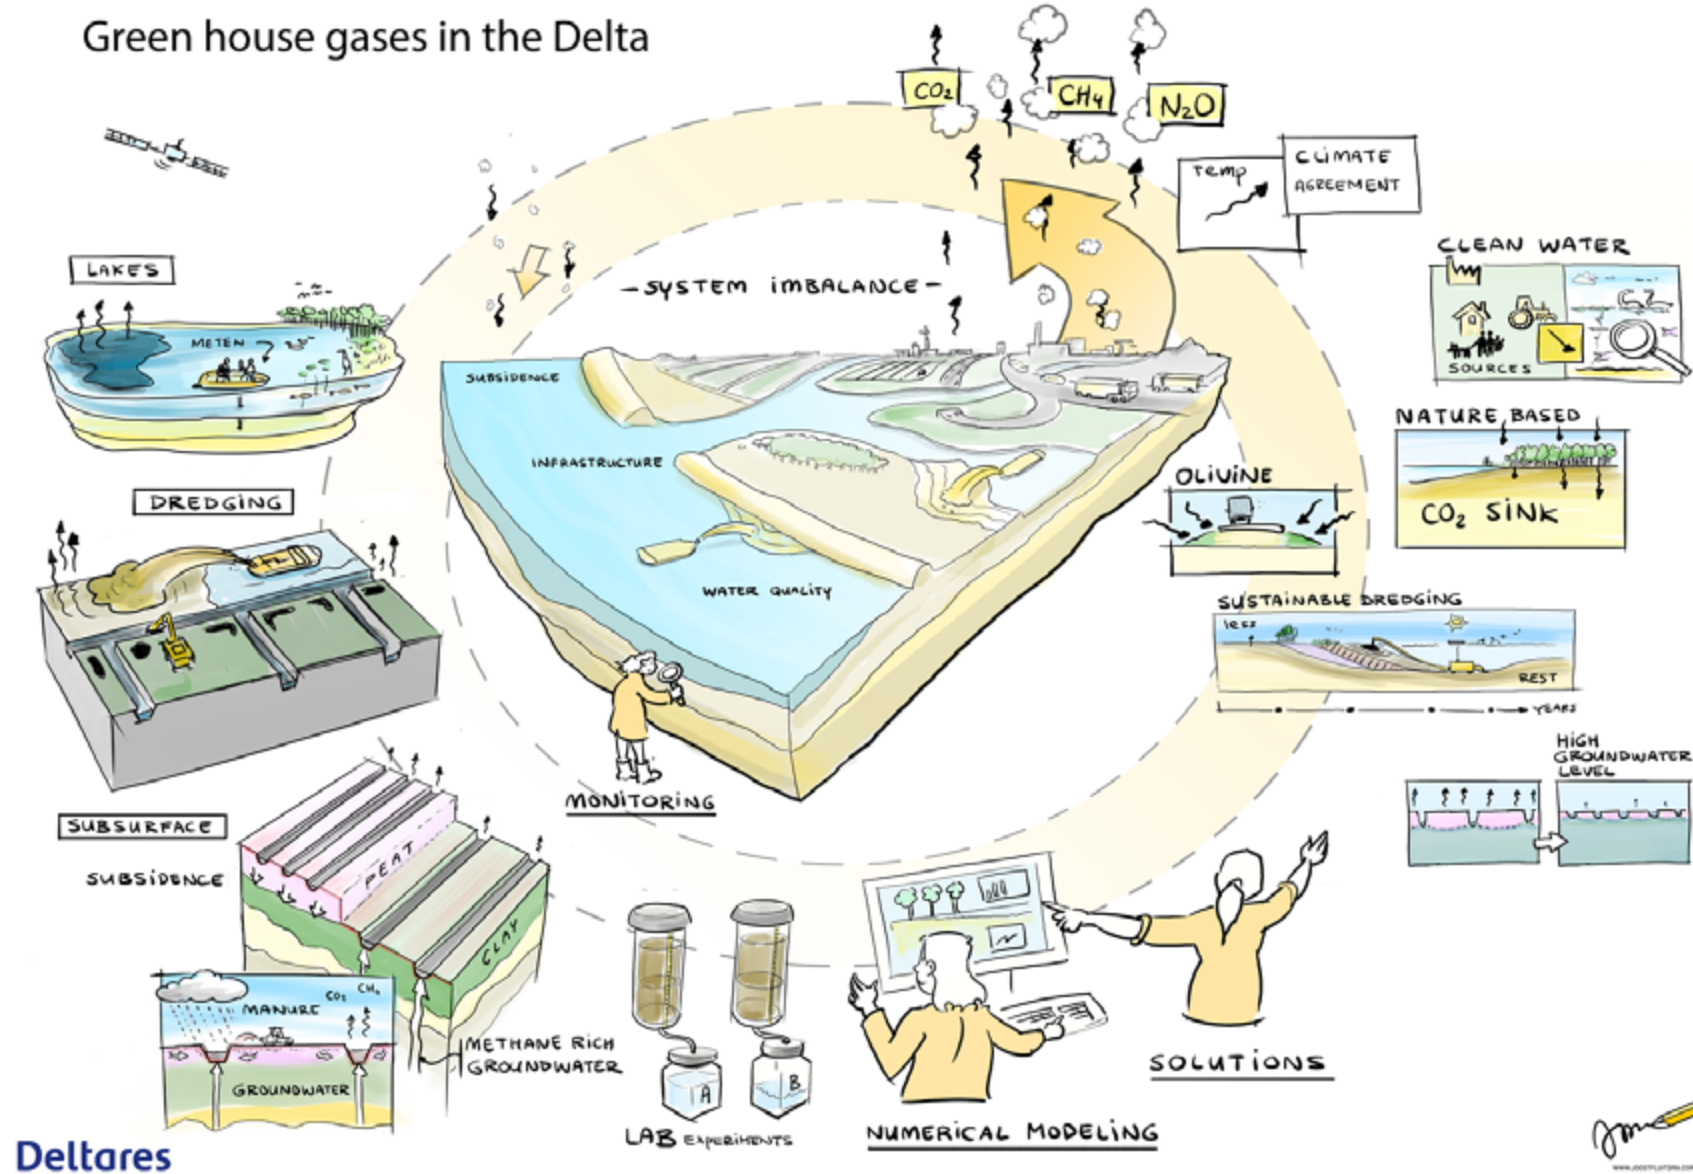 Green house gases in the Delta
CO₂
CH₄
N₂O
Temp
CLIMATE
AGREEMENT
LAKES
METEN
- SYSTEM IMBALANCE -
CLEAN WATER
SOURCES
SUBSIDENCE
INFRASTRUCTURE
WATER QUALITY
NATURE BASED
CO₂ SINK
OLIVINE
DREDGING
SUSTAINABLE DREDGING
less
REST
YEARS
HIGH
GROUNDWATER
LEVEL
MONITORING
SUBSURFACE
SUBSIDENCE
PEAT
CLAY
MANURE
CO₂
CH₄
GROUNDWATER
METHANE RICH
GROUNDWATER
A
B
LAB EXPERIMENTS
NUMERICAL MODELING
SOLUTIONS
Deltares